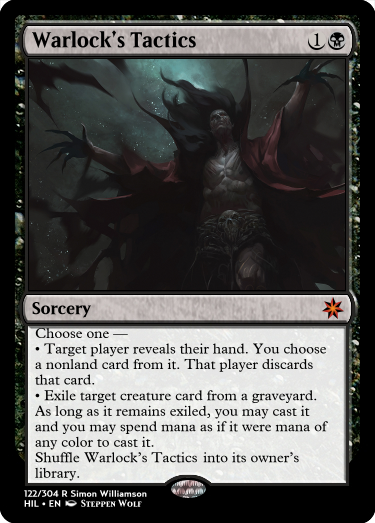 Warlock's Tactics 1
Sorcery
Choose one —
• Target player reveals their hand. You choose
a nonland card from it. That player discards
that card.
• Exile target creature card from a graveyard.
As long as it remains exiled, you may cast it
and you may spend mana as if it were mana of
any color to cast it.
Shuffle Warlock's Tactics into its owner's
library.
122/304 R Simon Williamson
HIL • EN Steppen Wolf